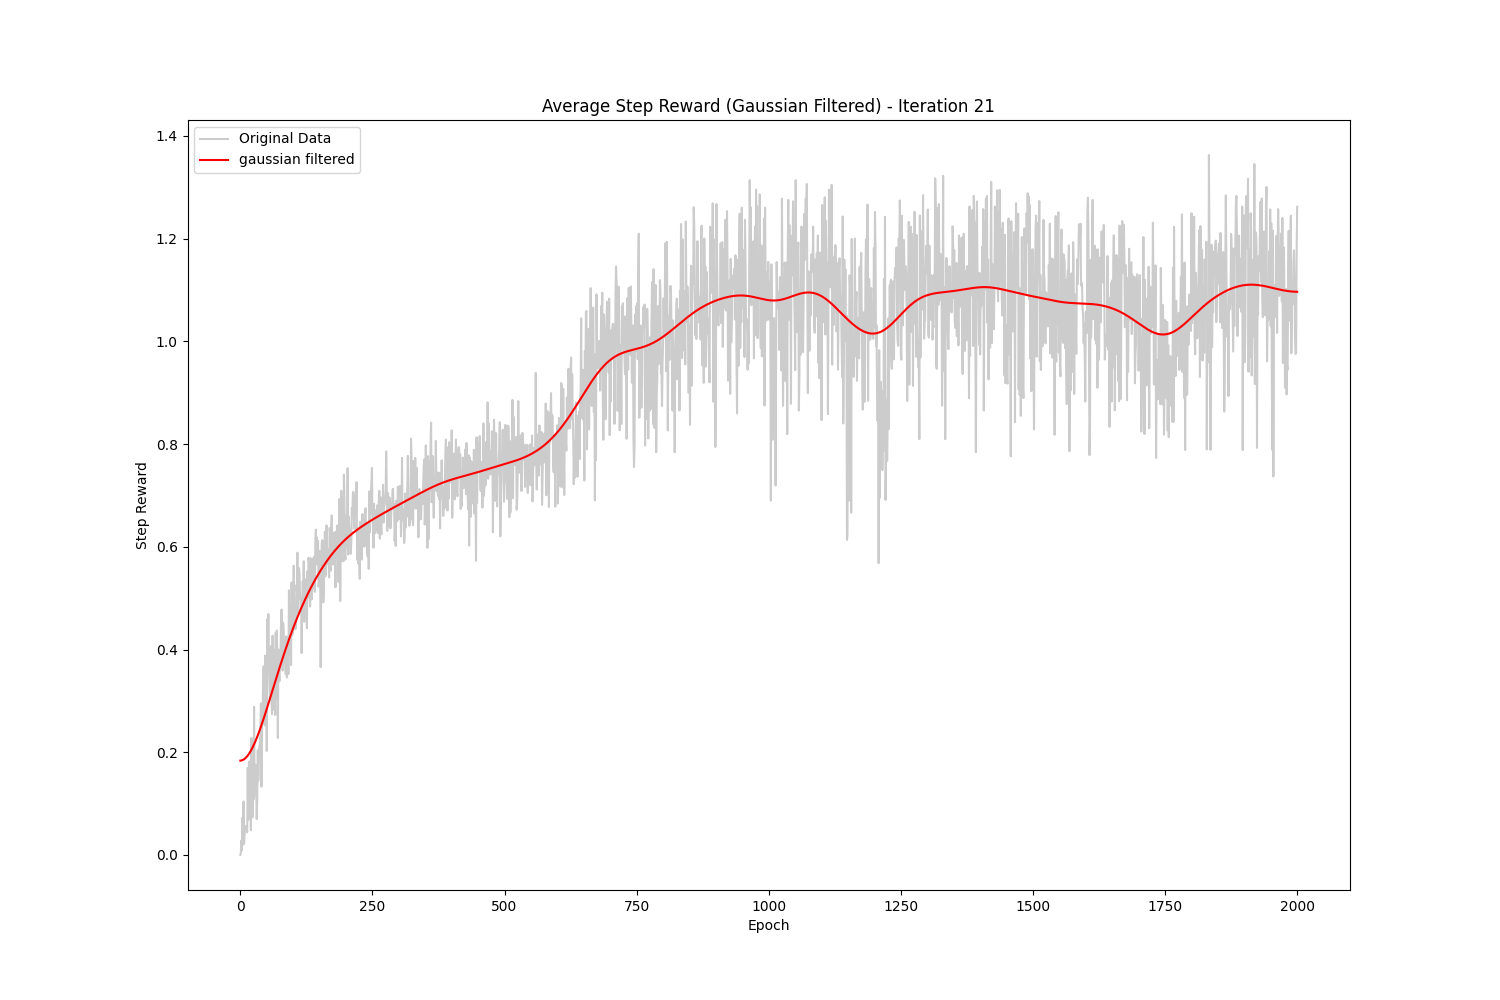 Average Step Reward (Gaussian Filtered) - Iteration 21
Original Data
gaussian filtered
1.4
1.2
1.0
0.8
0.6
0.4
0.2
0.0
Step Reward
0 250 500 750 1000 1250 1500 1750 2000
Epoch